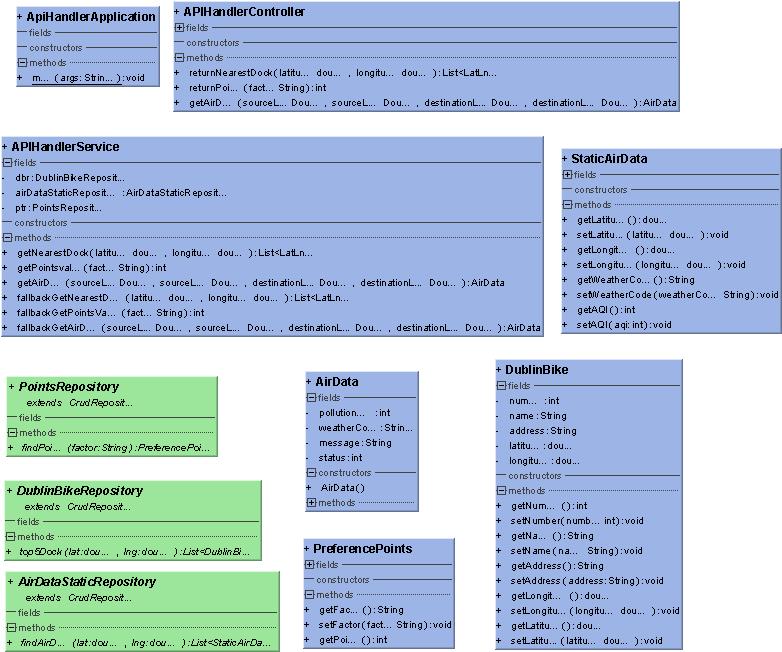 + ApiHandlerApplication
fields
constructors
methods
+ m... (args: Strin... ):void
+ APIHandlerController
fields
constructors
methods
+ returnNearestDock(latitu... dou... , longitu... dou... ):List<LatLn...
+ returnPoi... (fact... String):int
+ getAirD... (sourceL... Dou... , sourceL... Dou... , destinationL... Dou... , destinationL... Dou... ):AirData
+ APIHandlerService
fields
- dbr:DublinBikeReposit...
- airDataStaticReposit... :AirDataStaticReposit...
- ptr:PointsReposit...
constructors
methods
+ getNearestDock(latitu... dou... , longitu... dou... ):List<LatLn...
+ getPointsval... (fact... String):int
+ getAirD... (sourceL... Dou... , sourceL... Dou... , destinationL... Dou... , destinationL... Dou... ):AirData
+ fallbackGetNearestD... (latitu... dou... , longitu... dou... ):List<LatLn...
+ fallbackGetPointsVa... (fact... String):int
+ fallbackGetAirD... (sourceL... Dou... , sourceL... Dou... , destinationL... Dou... , destinationL... Dou... ):AirData
+ StaticAirData
fields
constructors
methods
+ getLatitu... ():dou...
+ setLatitu... (latitu... dou... ):void
+ getLongit... ():dou...
+ setLongitu... (longitu... dou... ):void
+ getWeatherCo... ():String
+ setWeatherCode(weatherCo... String):void
+ getAQI():int
+ setAQI(aqi:int):void
+ PointsRepository
extends CrudReposit...
fields
methods
+ findPoi... (factor:String):PreferencePoi...
+ DublinBikeRepository
extends CrudReposit...
fields
methods
+ top5Dock(lat:dou... , lng:dou... ):List<DublinBi...
+ AirDataStaticRepository
extends CrudReposit...
fields
methods
+ findAirD... (lat:dou... , lng:dou... ):List<StaticAirDa...
+ AirData
fields
- pollution... :int
- weatherCo... :Strin...
- message:String
- status:int
constructors
+ AirData()
methods
+ PreferencePoints
fields
constructors
methods
+ getFac... ():String
+ setFactor(fact... String):void
+ getPoi... ():int
+ DublinBike
fields
- num... :int
- name:String
- address:String
- latitu... :dou...
- longitu... :dou...
constructors
methods
+ getNum... ():int
+ setNumber(numb... int):void
+ getNa... ():String
+ setName(na... String):void
+ getAddress():String
+ setAddress(address:String):void
+ getLongit... ():dou...
+ setLongitu... (longitu... dou... ):void
+ getLatitu... ():dou...
+ setLatitu... (latitu... dou... ):void